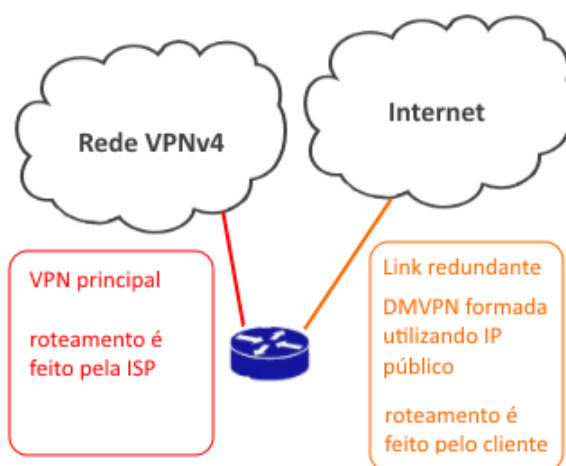 Rede VPNv4
Internet
VPN principal
roteamento é
feito pela ISP
Link redundante
DMVPN formada
utilizando IP
público
roteamento é
feito pelo cliente